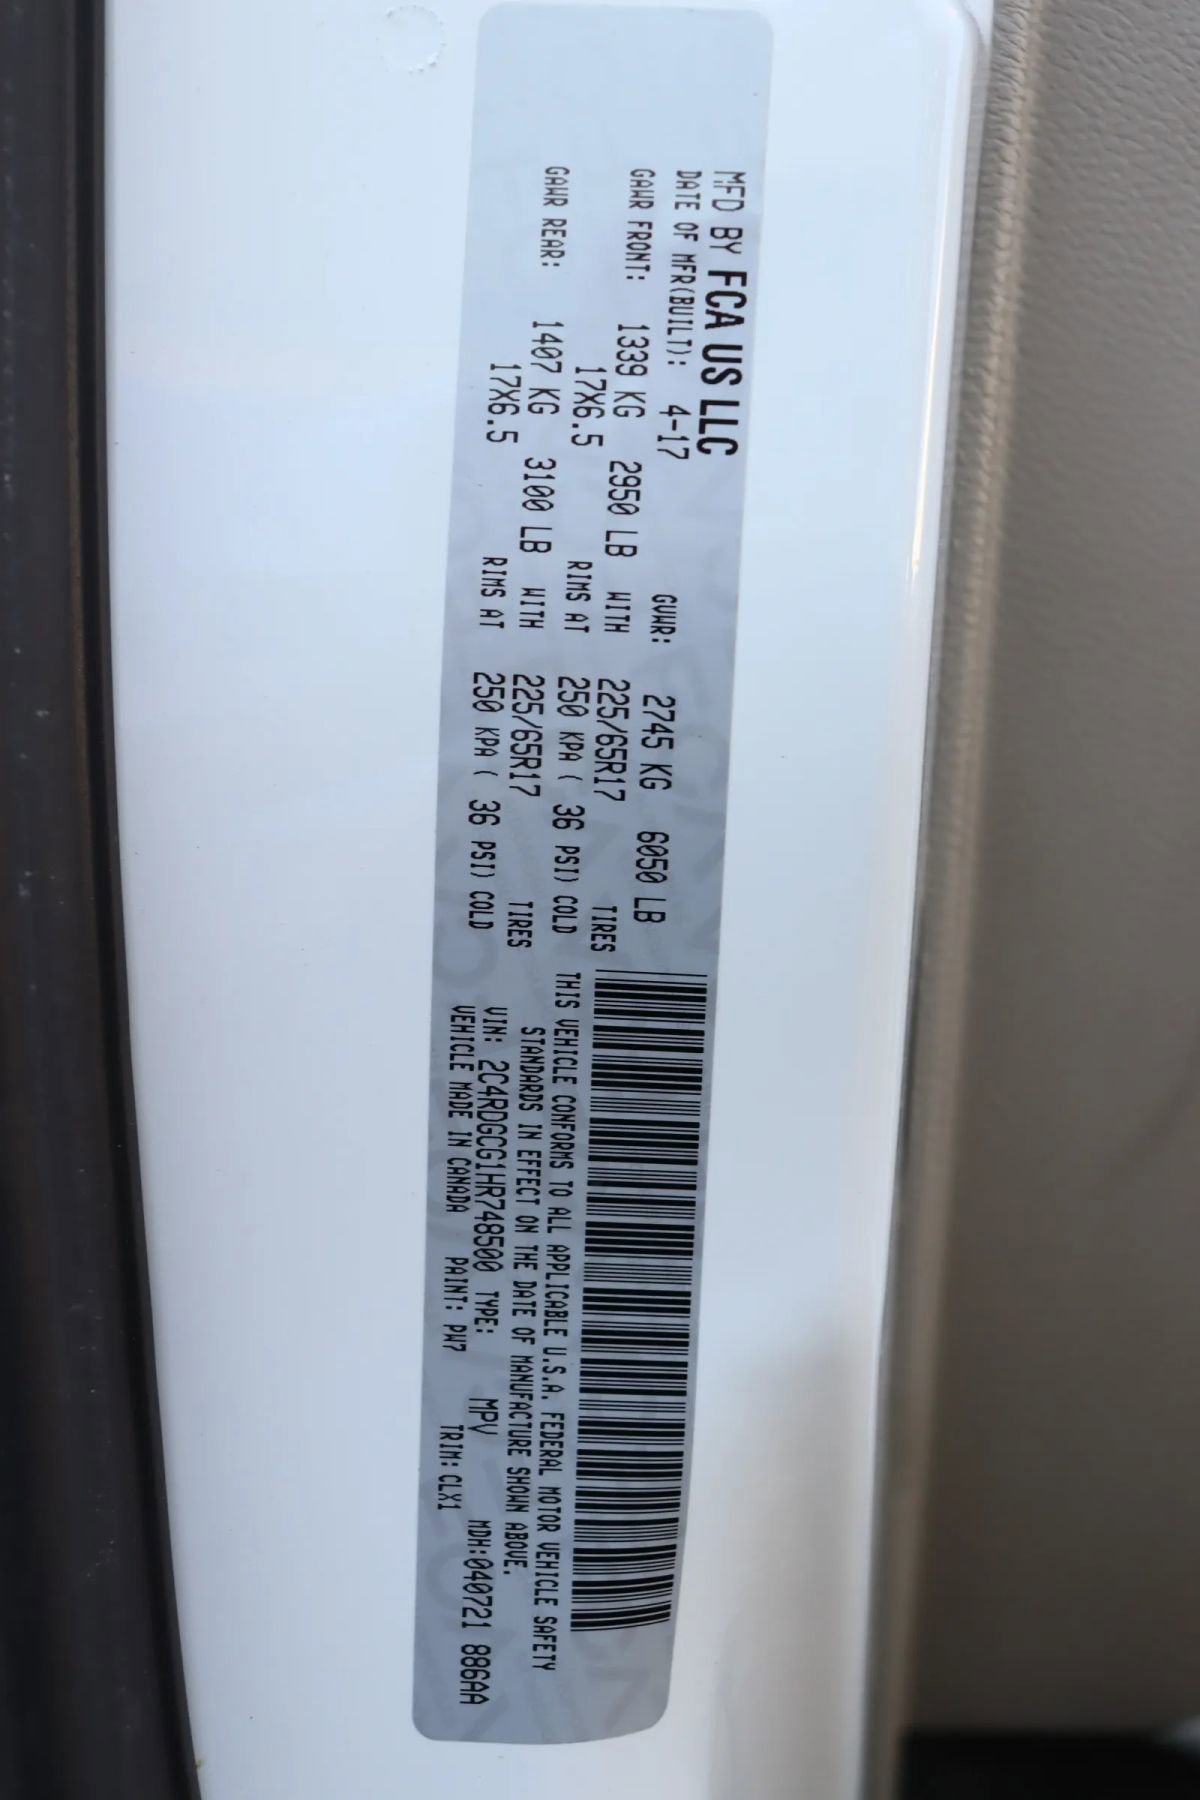 MFD BY FCA US LLC
DATE OF MFR(BUILT): 4-17 GVWR: 2745 KG 6050 LB
GAWR FRONT: 1339 KG 2950 LB WITH 225/65R17 TIRES
17X6.5 RIMS AT 250 KPA ( 36 PSI) COLD
GAWR REAR: 1407 KG 3100 LB WITH 225/65R17 TIRES
17X6.5 RIMS AT 250 KPA ( 36 PSI) COLD
THIS VEHICLE CONFORMS TO ALL APPLICABLE U.S.A. FEDERAL MOTOR VEHICLE SAFETY
STANDARDS IN EFFECT ON THE DATE OF MANUFACTURE SHOWN ABOVE.
VIN: 2C4RDGCG1HR748500 TYPE: MPV MDH:040721 886AA
VEHICLE MADE IN CANADA PAINT: PW7 TRIM: CLX1